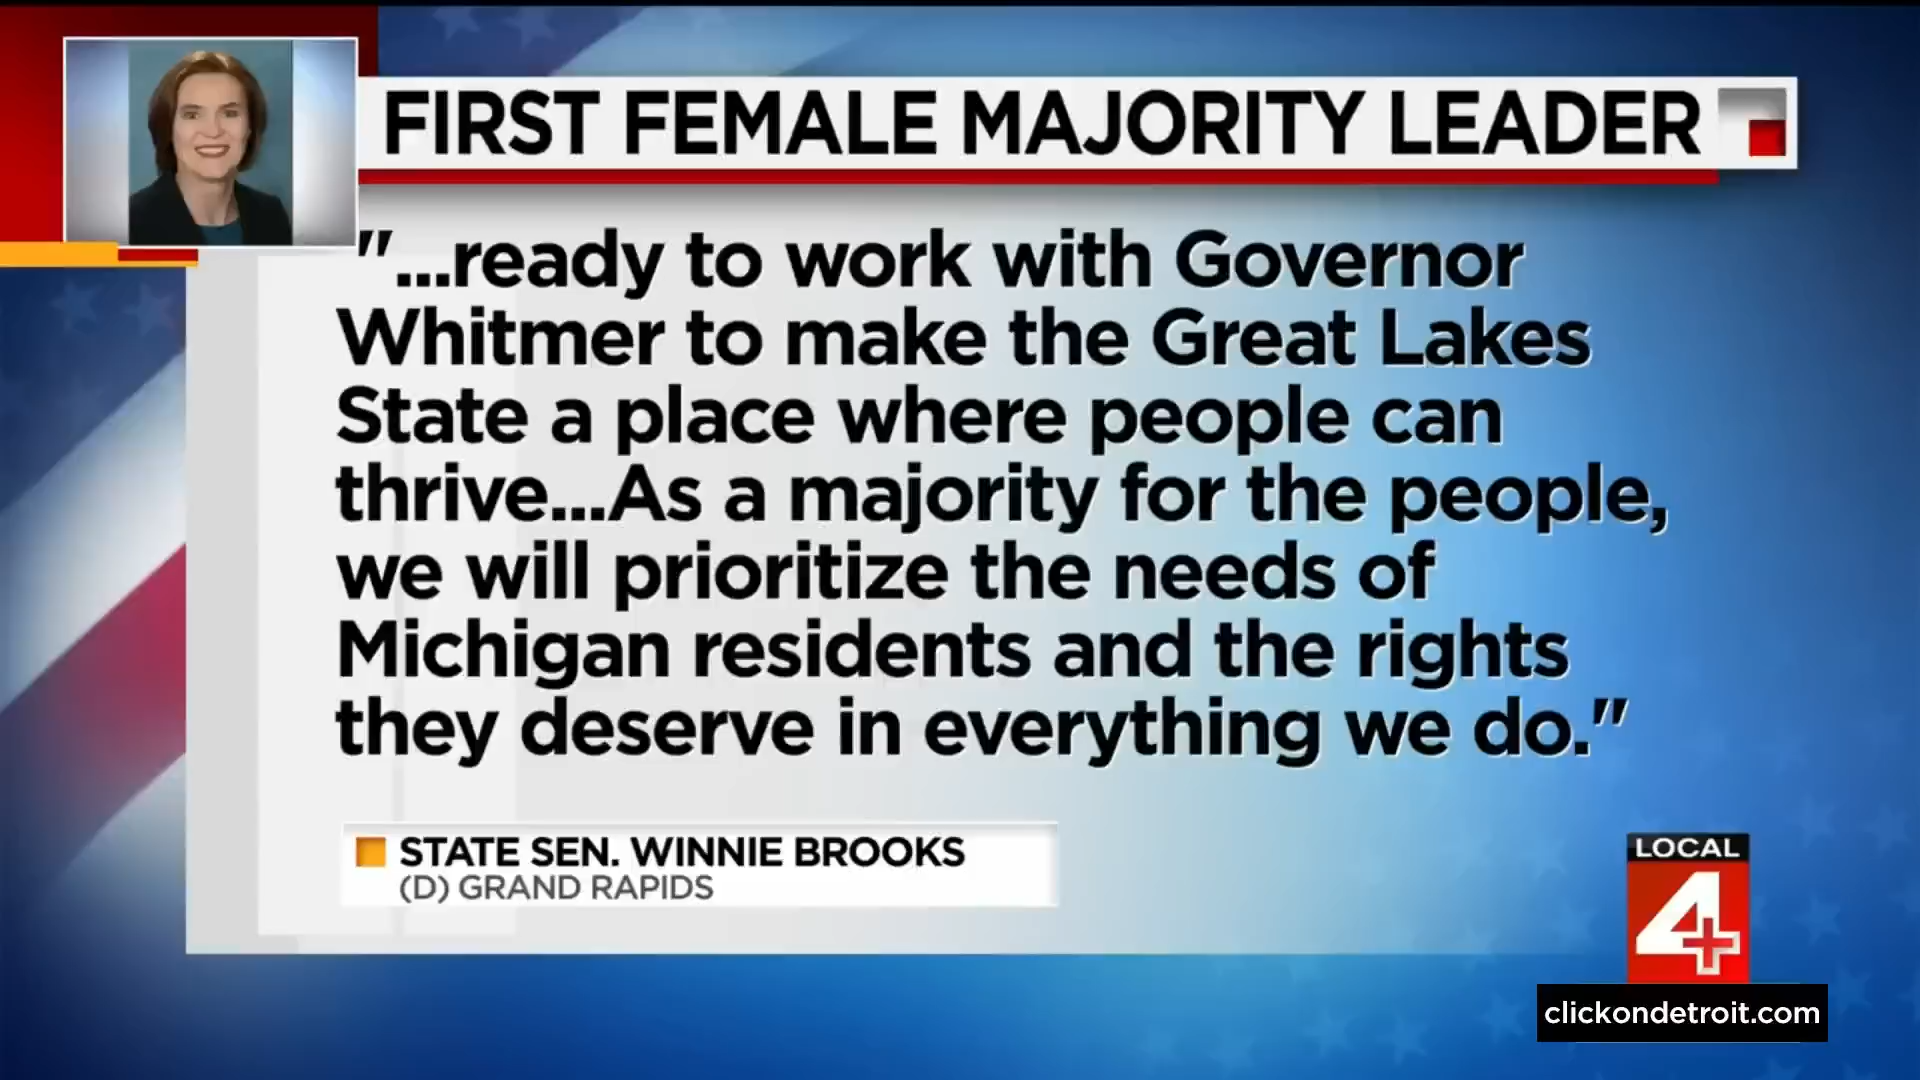 FIRST FEMALE MAJORITY LEADER
"...ready to work with Governor
Whitmer to make the Great Lakes
State a place where people can
thrive...As a majority for the people,
we will prioritize the needs of
Michigan residents and the rights
they deserve in everything we do."
STATE SEN. WINNIE BROOKS
(D) GRAND RAPIDS
LOCAL
4+
clickondetroit.com